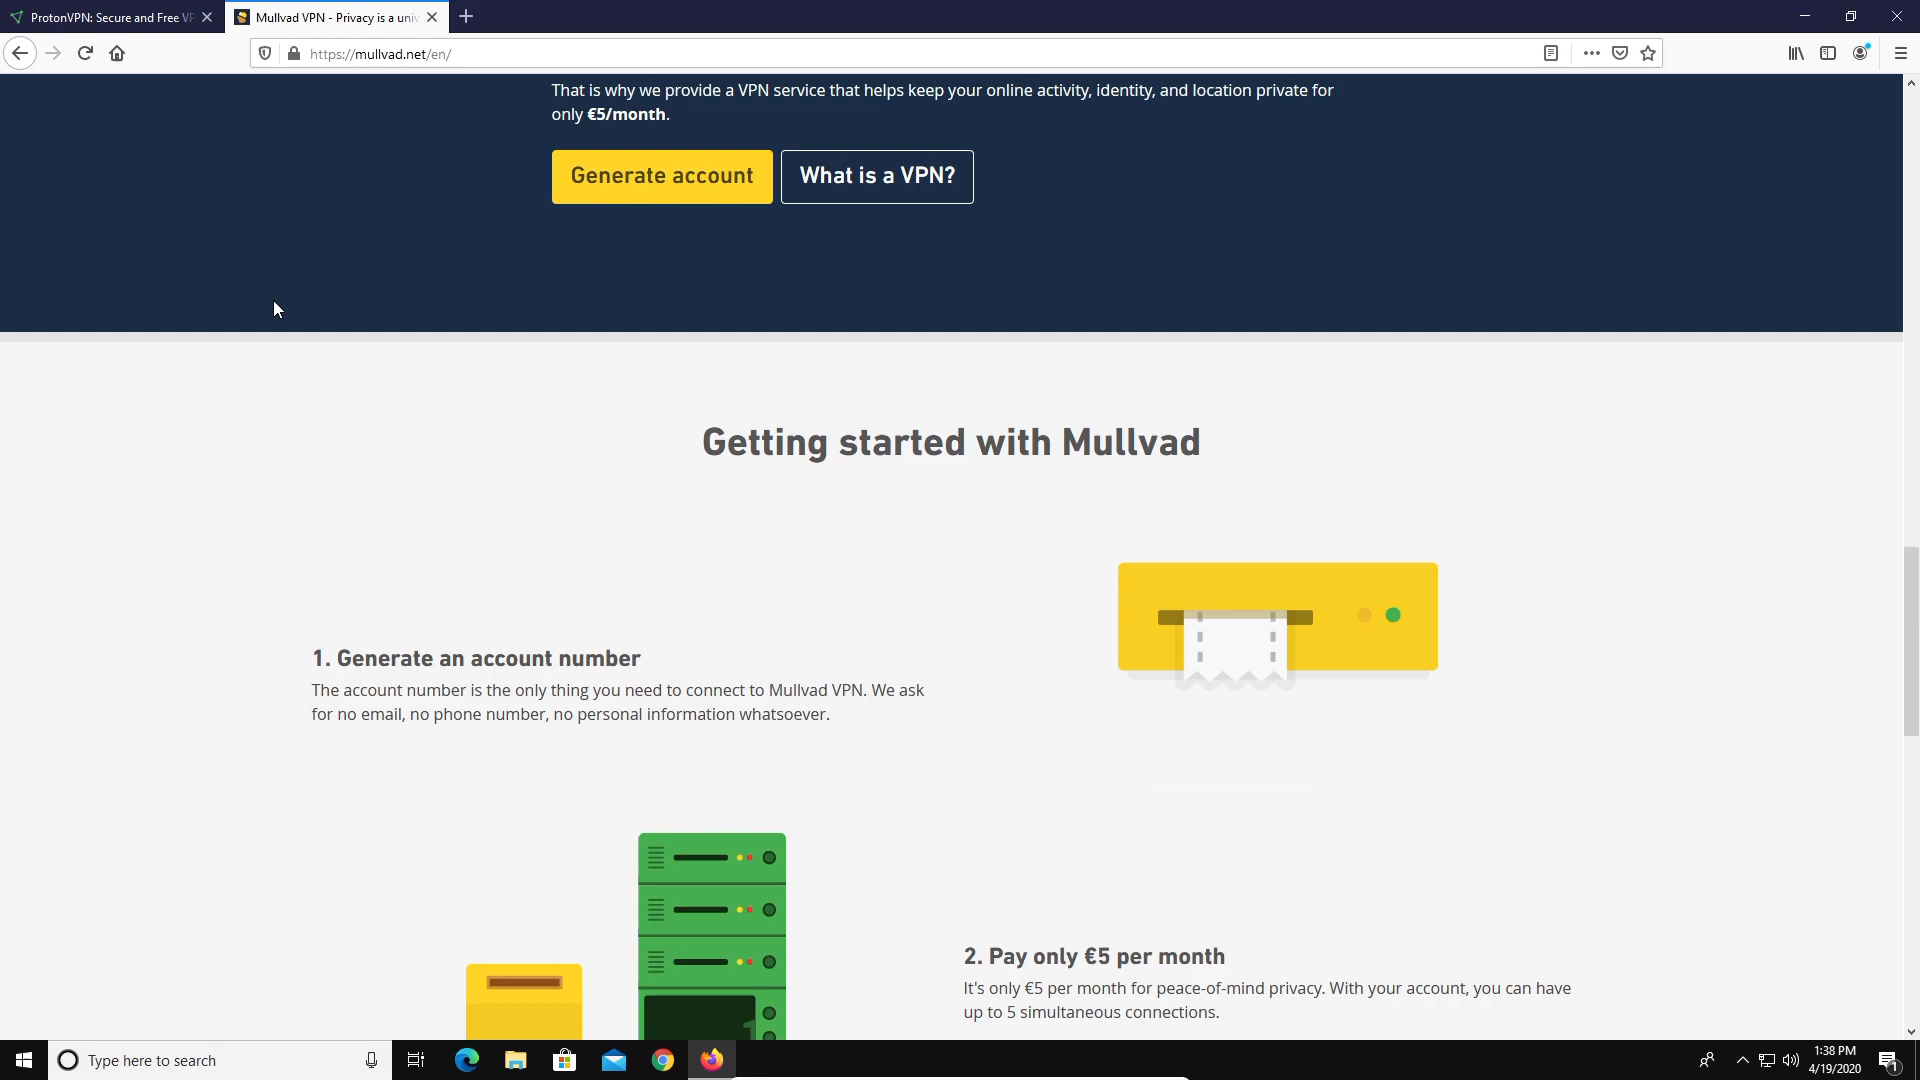 ProtonVPN: Secure and Free VP
Mullvad VPN - Privacy is a univ
https://mullvad.net/en/
That is why we provide a VPN service that helps keep your online activity, identity, and location private for
only €5/month.
Generate account
What is a VPN?
Getting started with Mullvad
1. Generate an account number
The account number is the only thing you need to connect to Mullvad VPN. We ask
for no email, no phone number, no personal information whatsoever.
2. Pay only €5 per month
It's only €5 per month for peace-of-mind privacy. With your account, you can have
up to 5 simultaneous connections.
Type here to search
1:38 PM
4/19/2020
1